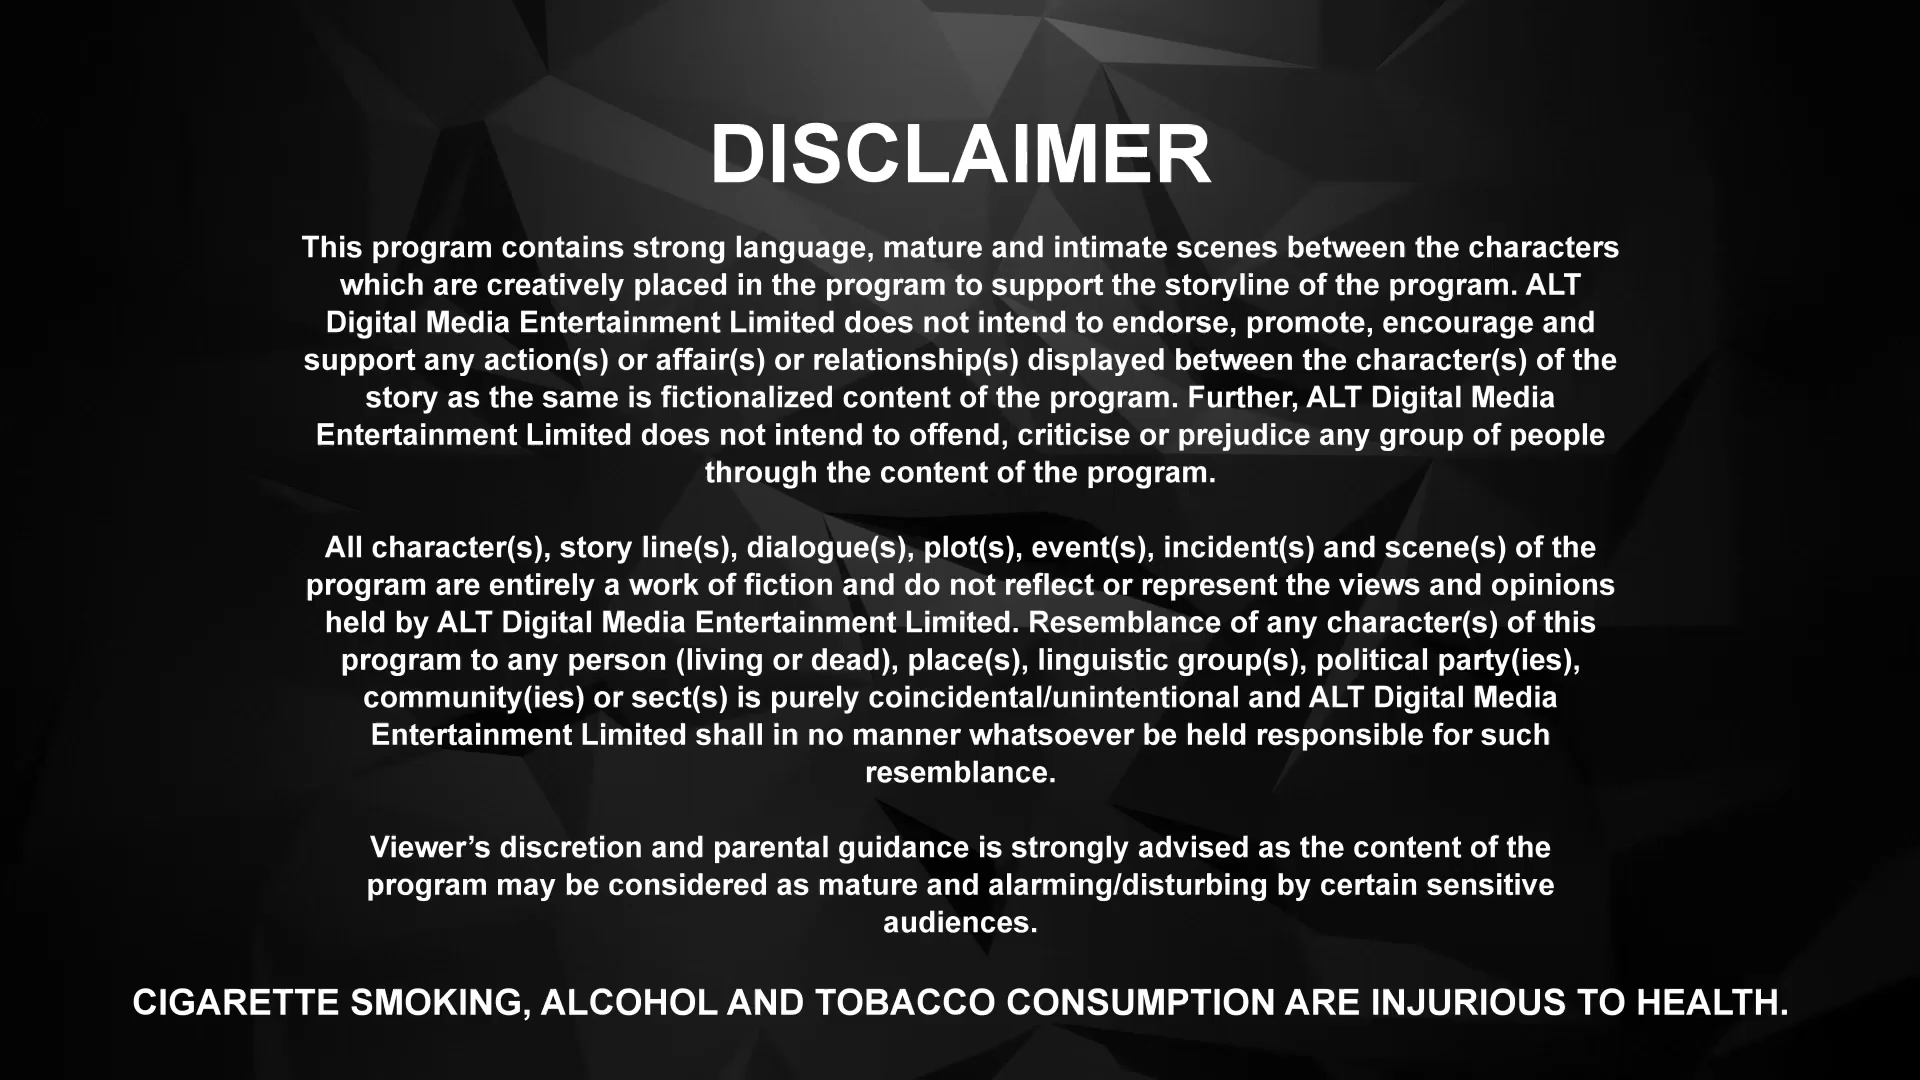 DISCLAIMER
This program contains strong language, mature and intimate scenes between the characters
which are creatively placed in the program to support the storyline of the program. ALT
Digital Media Entertainment Limited does not intend to endorse, promote, encourage and
support any action(s) or affair(s) or relationship(s) displayed between the character(s) of the
story as the same is fictionalized content of the program. Further, ALT Digital Media
Entertainment Limited does not intend to offend, criticise or prejudice any group of people
through the content of the program.
All character(s), story line(s), dialogue(s), plot(s), event(s), incident(s) and scene(s) of the
program are entirely a work of fiction and do not reflect or represent the views and opinions
held by ALT Digital Media Entertainment Limited. Resemblance of any character(s) of this
program to any person (living or dead), place(s), linguistic group(s), political party(ies),
community(ies) or sect(s) is purely coincidental/unintentional and ALT Digital Media
Entertainment Limited shall in no manner whatsoever be held responsible for such
resemblance.
Viewer’s discretion and parental guidance is strongly advised as the content of the
program may be considered as mature and alarming/disturbing by certain sensitive
audiences.
CIGARETTE SMOKING, ALCOHOL AND TOBACCO CONSUMPTION ARE INJURIOUS TO HEALTH.